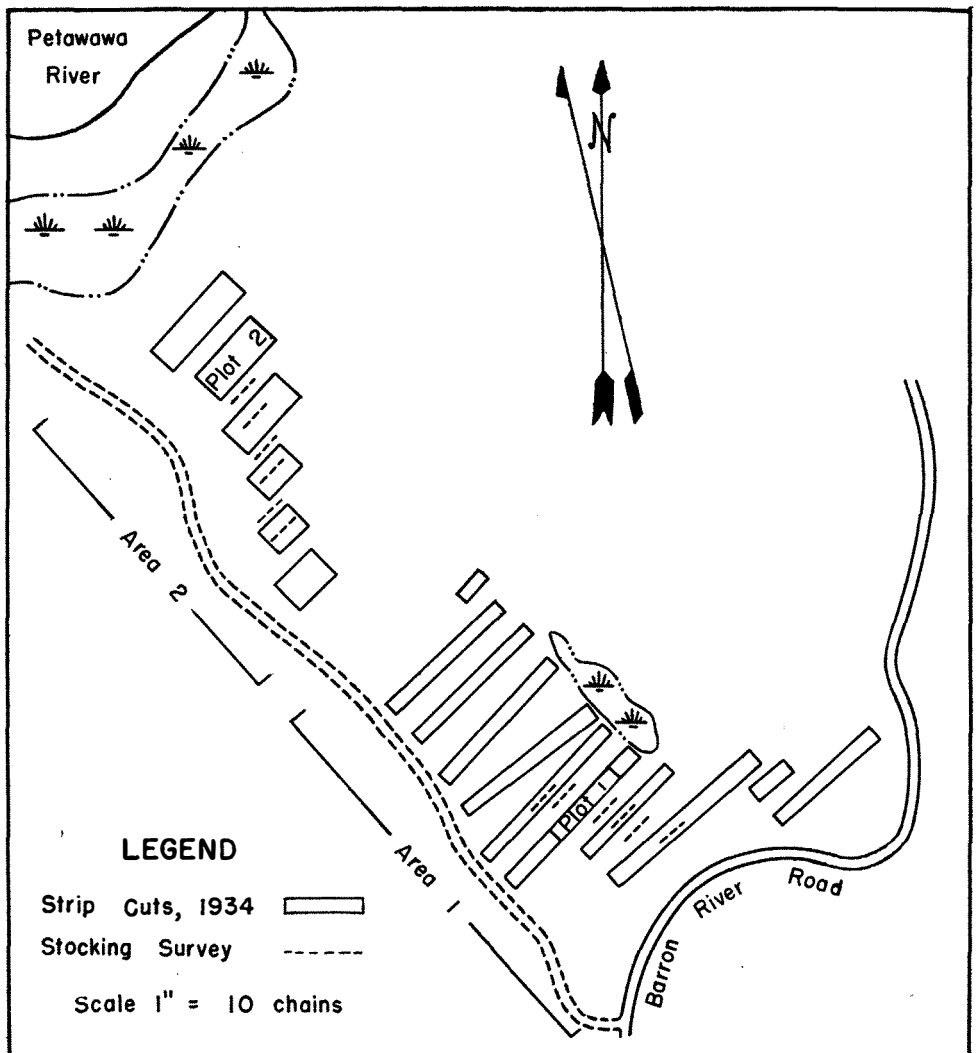 Petawawa
River
N
Plot 2
Area 2
Plot 1
Area 1
LEGEND
Strip Cuts, 1934
Stocking Survey
Scale 1" = 10 chains
Barron River Road